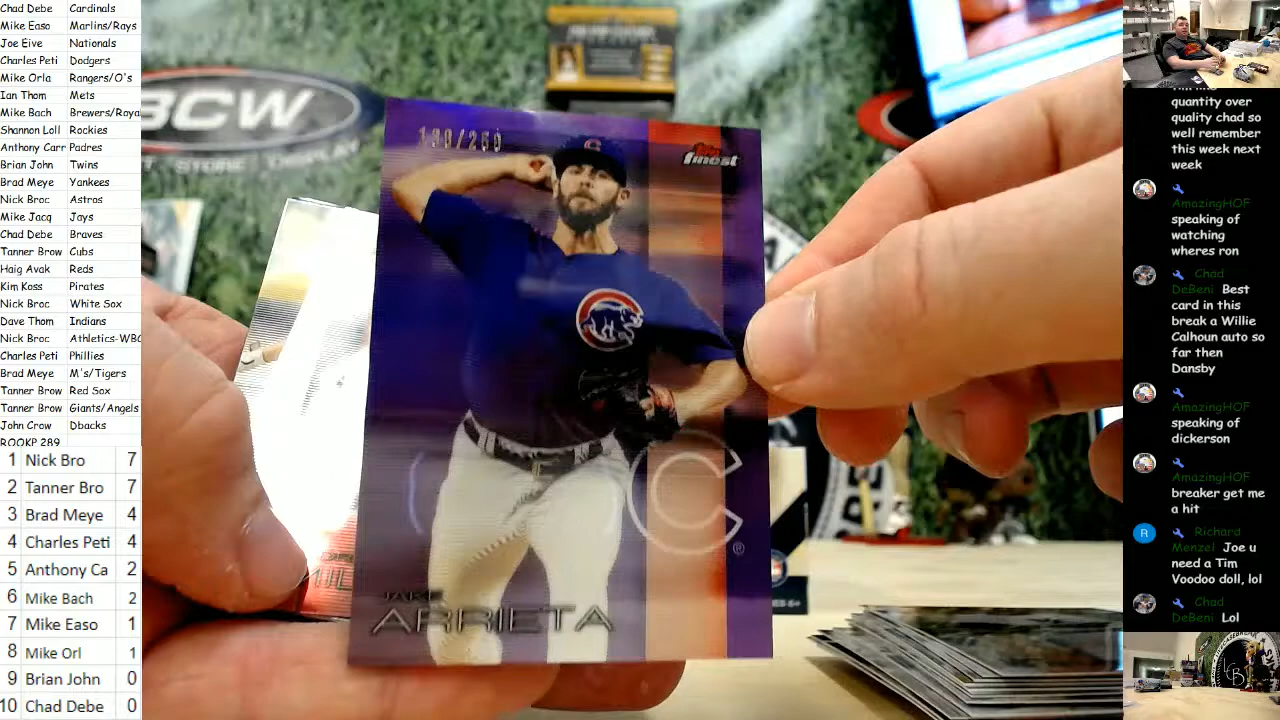 Chad Debe Cardinals
Mike Easo Marlins/Rays
Joe Eive Nationals
Charles Peti Dodgers
Mike Orla Rangers/O's
Ian Thom Mets
Mike Bach Brewers/Roya
Shannon Loll Rockies
Anthony Carr Padres
Brian John Twins
Brad Meye Yankees
Nick Broc Astros
Mike Jacq Jays
Chad Debe Braves
Tanner Brow Cubs
Haig Avak Reds
Kim Koss Pirates
Nick Broc White Sox
Dave Thom Indians
Nick Broc Athletics-WBC
Charles Peti Phillies
Brad Meye M's/Tigers
Tanner Brow Red Sox
Tanner Brow Giants/Angels
John Crow Dbacks
ROOKP 289
1 Nick Bro 7
2 Tanner Bro 7
3 Brad Meye 4
4 Charles Peti 4
5 Anthony Ca 2
6 Mike Bach 2
7 Mike Easo 1
8 Mike Orl 1
9 Brian John 0
10 Chad Debe 0
BCW
/250
Topps
finest
C
C
JAKE
ARRIETA
quantity over
quality chad so
well remember
this week next
week
AmazingHOF
speaking of
watching
wheres ron
Chad
DeBeni Best
card in this
break a Willie
Calhoun auto so
far then
Dansby
AmazingHOF
speaking of
dickerson
AmazingHOF
breaker get me
a hit
R
Richard
Menzel Joe u
need a Tim
Voodoo doll, lol
Chad
DeBeni Lol